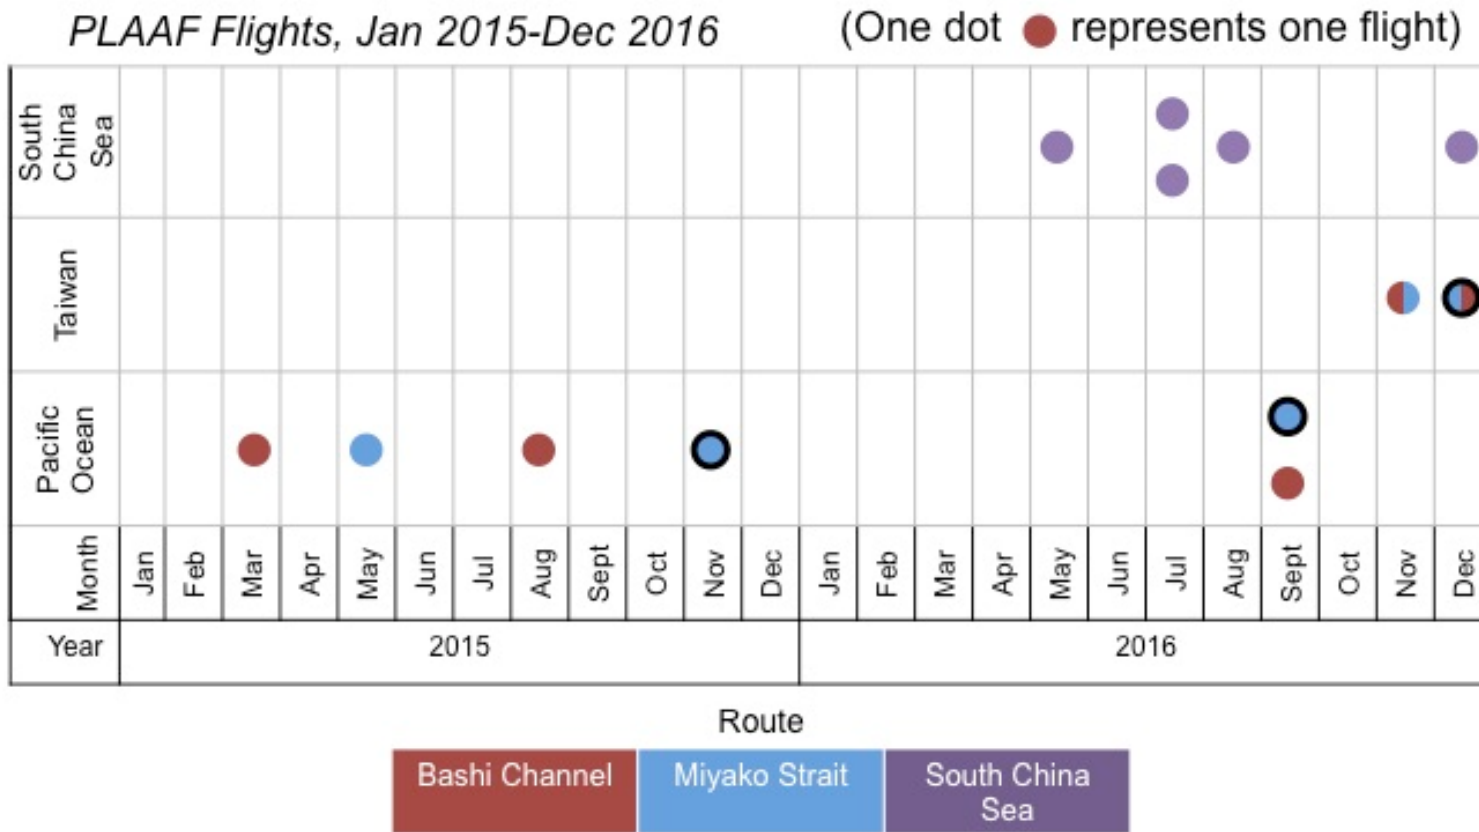 PLAAF Flights, Jan 2015-Dec 2016
(One dot represents one flight)
South
China
Sea
Taiwan
Pacific
Ocean
Month
Jan
Feb
Mar
Apr
May
Jun
Jul
Aug
Sept
Oct
Nov
Dec
Jan
Feb
Mar
Apr
May
Jun
Jul
Aug
Sept
Oct
Nov
Dec
Year
2015
2016
Route
Bashi Channel
Miyako Strait
South China
Sea